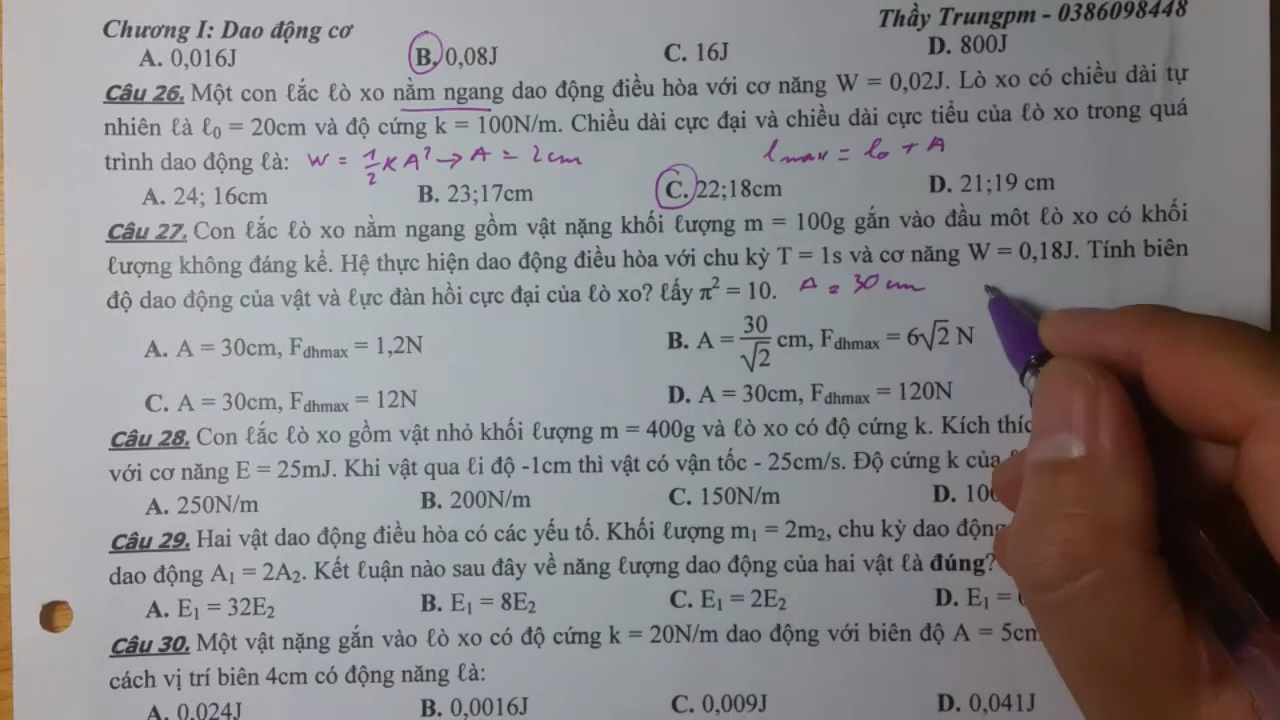 Chương I: Dao động cơ
Thầy Trungpm - 0386098448
A. 0,016J B. 0,08J C. 16J D. 800J
Câu 26. Một con ℓắc ℓò xo nằm ngang dao động điều hòa với cơ năng W = 0,02J. Lò xo có chiều dài tự
nhiên ℓà ℓ₀ = 20cm và độ cứng k = 100N/m. Chiều dài cực đại và chiều dài cực tiểu của ℓò xo trong quá
trình dao động ℓà: W = 1/2 KA² → A = 2cm l max = l₀ + A
A. 24; 16cm B. 23;17cm C. 22;18cm D. 21;19 cm
Câu 27. Con ℓắc ℓò xo nằm ngang gồm vật nặng khối ℓượng m = 100g gắn vào đầu môt ℓò xo có khối
ℓượng không đáng kể. Hệ thực hiện dao động điều hòa với chu kỳ T = 1s và cơ năng W = 0,18J. Tính biên
độ dao động của vật và ℓực đàn hồi cực đại của ℓò xo? ℓấy π² = 10. A = 30 cm
A. A = 30cm, Fdhmax = 1,2N B. A = 30/√2 cm, Fdhmax = 6√2 N
C. A = 30cm, Fdhmax = 12N D. A = 30cm, Fdhmax = 120N
Câu 28. Con ℓắc ℓò xo gồm vật nhỏ khối ℓượng m = 400g và ℓò xo có độ cứng k. Kích
với cơ năng E = 25mJ. Khi vật qua ℓi độ -1cm thì vật có vận tốc - 25cm/s. Độ cứng k của
A. 250N/m B. 200N/m C. 150N/m D.
Câu 29. Hai vật dao động điều hòa có các yếu tố. Khối ℓượng m₁ = 2m₂, chu kỳ dao
dao động A₁ = 2A₂. Kết ℓuận nào sau đây về năng ℓượng dao động của hai vật ℓà đúng?
A. E₁ = 32E₂ B. E₁ = 8E₂ C. E₁ = 2E₂ D. E₁ =
Câu 30. Một vật nặng gắn vào ℓò xo có độ cứng k = 20N/m dao động với biên độ A =
cách vị trí biên 4cm có động năng ℓà:
A. 0,024J B. 0,0016J C. 0,009J D. 0,041J